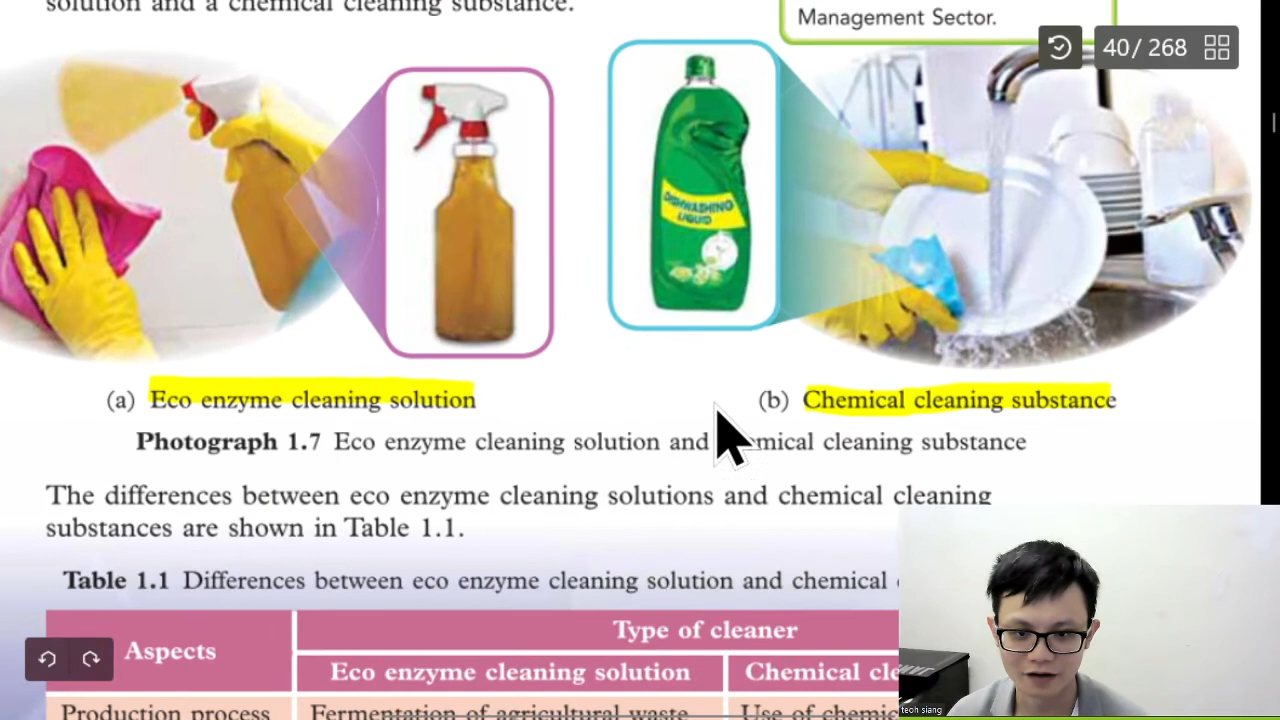 solution and a chemical cleaning substance.
Management Sector.
40/ 268
DISHWASHING
LIQUID
(a) Eco enzyme cleaning solution
(b) Chemical cleaning substance
Photograph 1.7 Eco enzyme cleaning solution and mical cleaning substance
The differences between eco enzyme cleaning solutions and chemical cleaning
substances are shown in Table 1.1.
Table 1.1 Differences between eco enzyme cleaning solution and chemical
Aspects
Type of cleaner
Eco enzyme cleaning solution
Chemical cle
Production process
Fermentation of agricultural waste
Use of chemic
tech siang